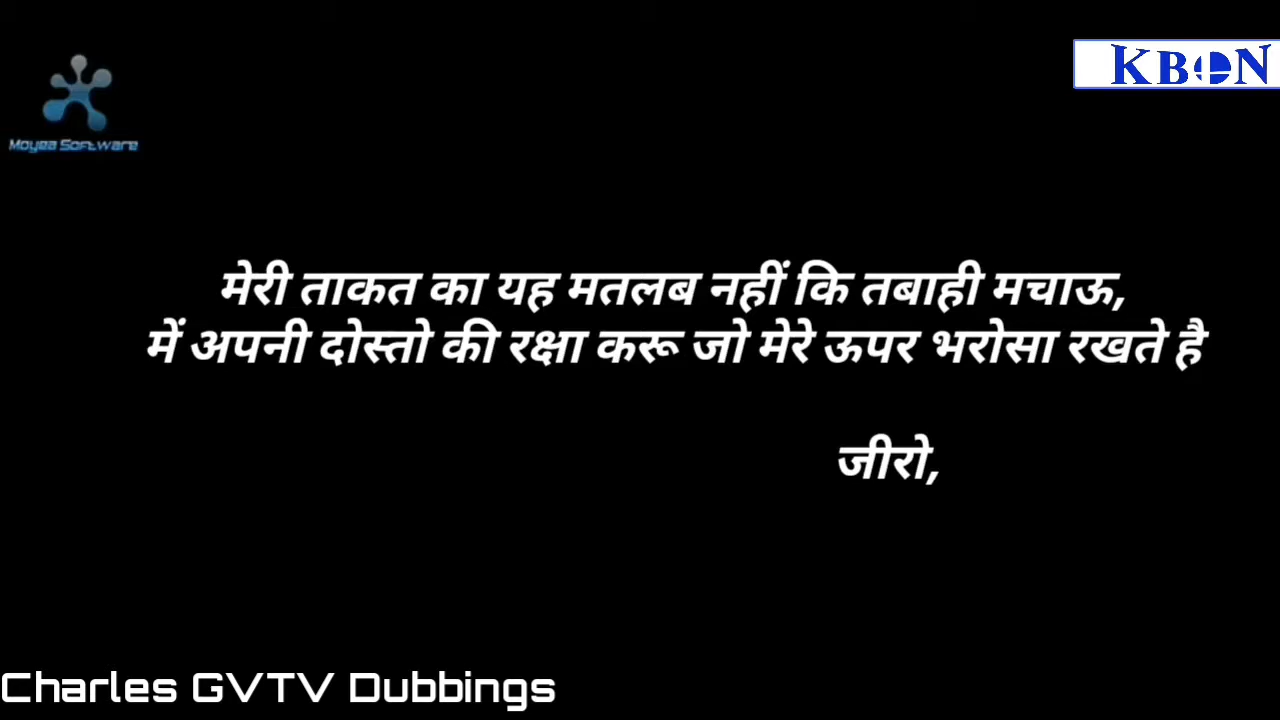 KBON
Moyea Software
मेरी ताकत का यह मतलब नहीं कि तबाही मचाऊ,
में अपनी दोस्तो की रक्षा करू जो मेरे ऊपर भरोसा रखते है
जीरो,
Charles GVTV Dubbings